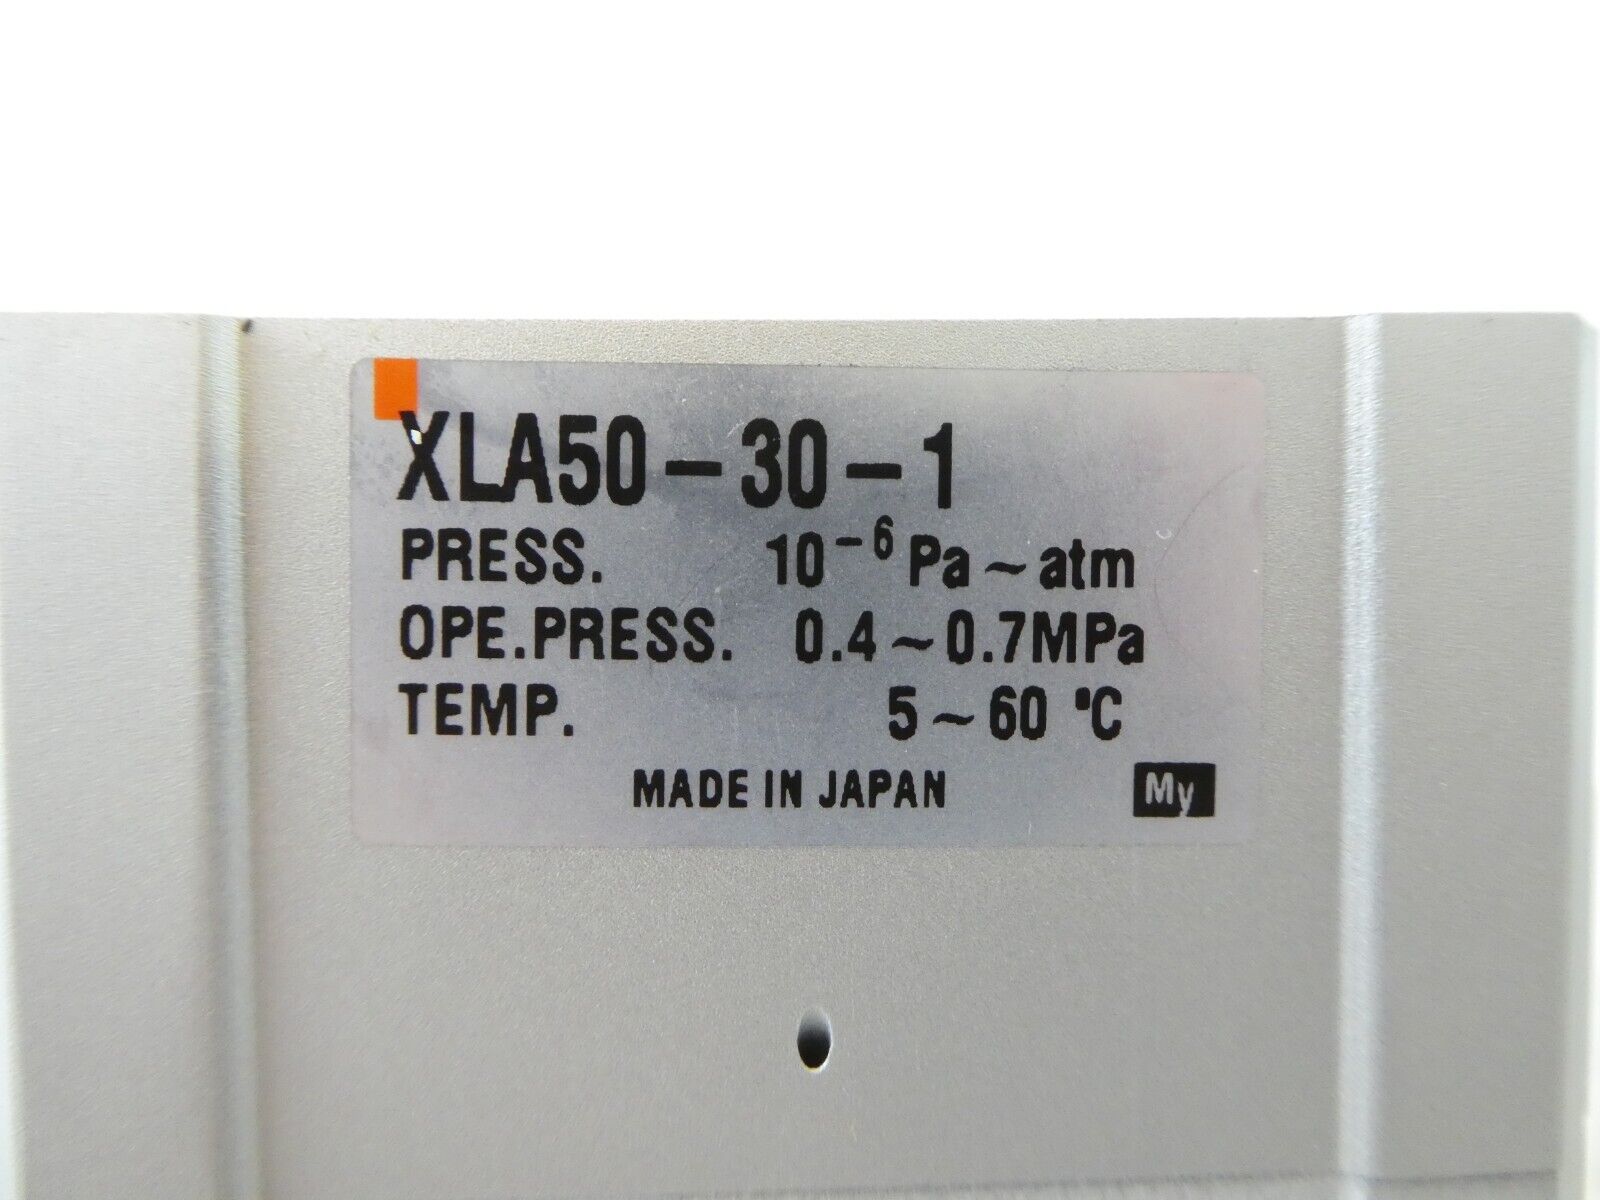 XLA50-30-1
PRESS. 10⁻⁶ Pa~atm
OPE.PRESS. 0.4~0.7MPa
TEMP. 5~60 °C
MADE IN JAPAN My